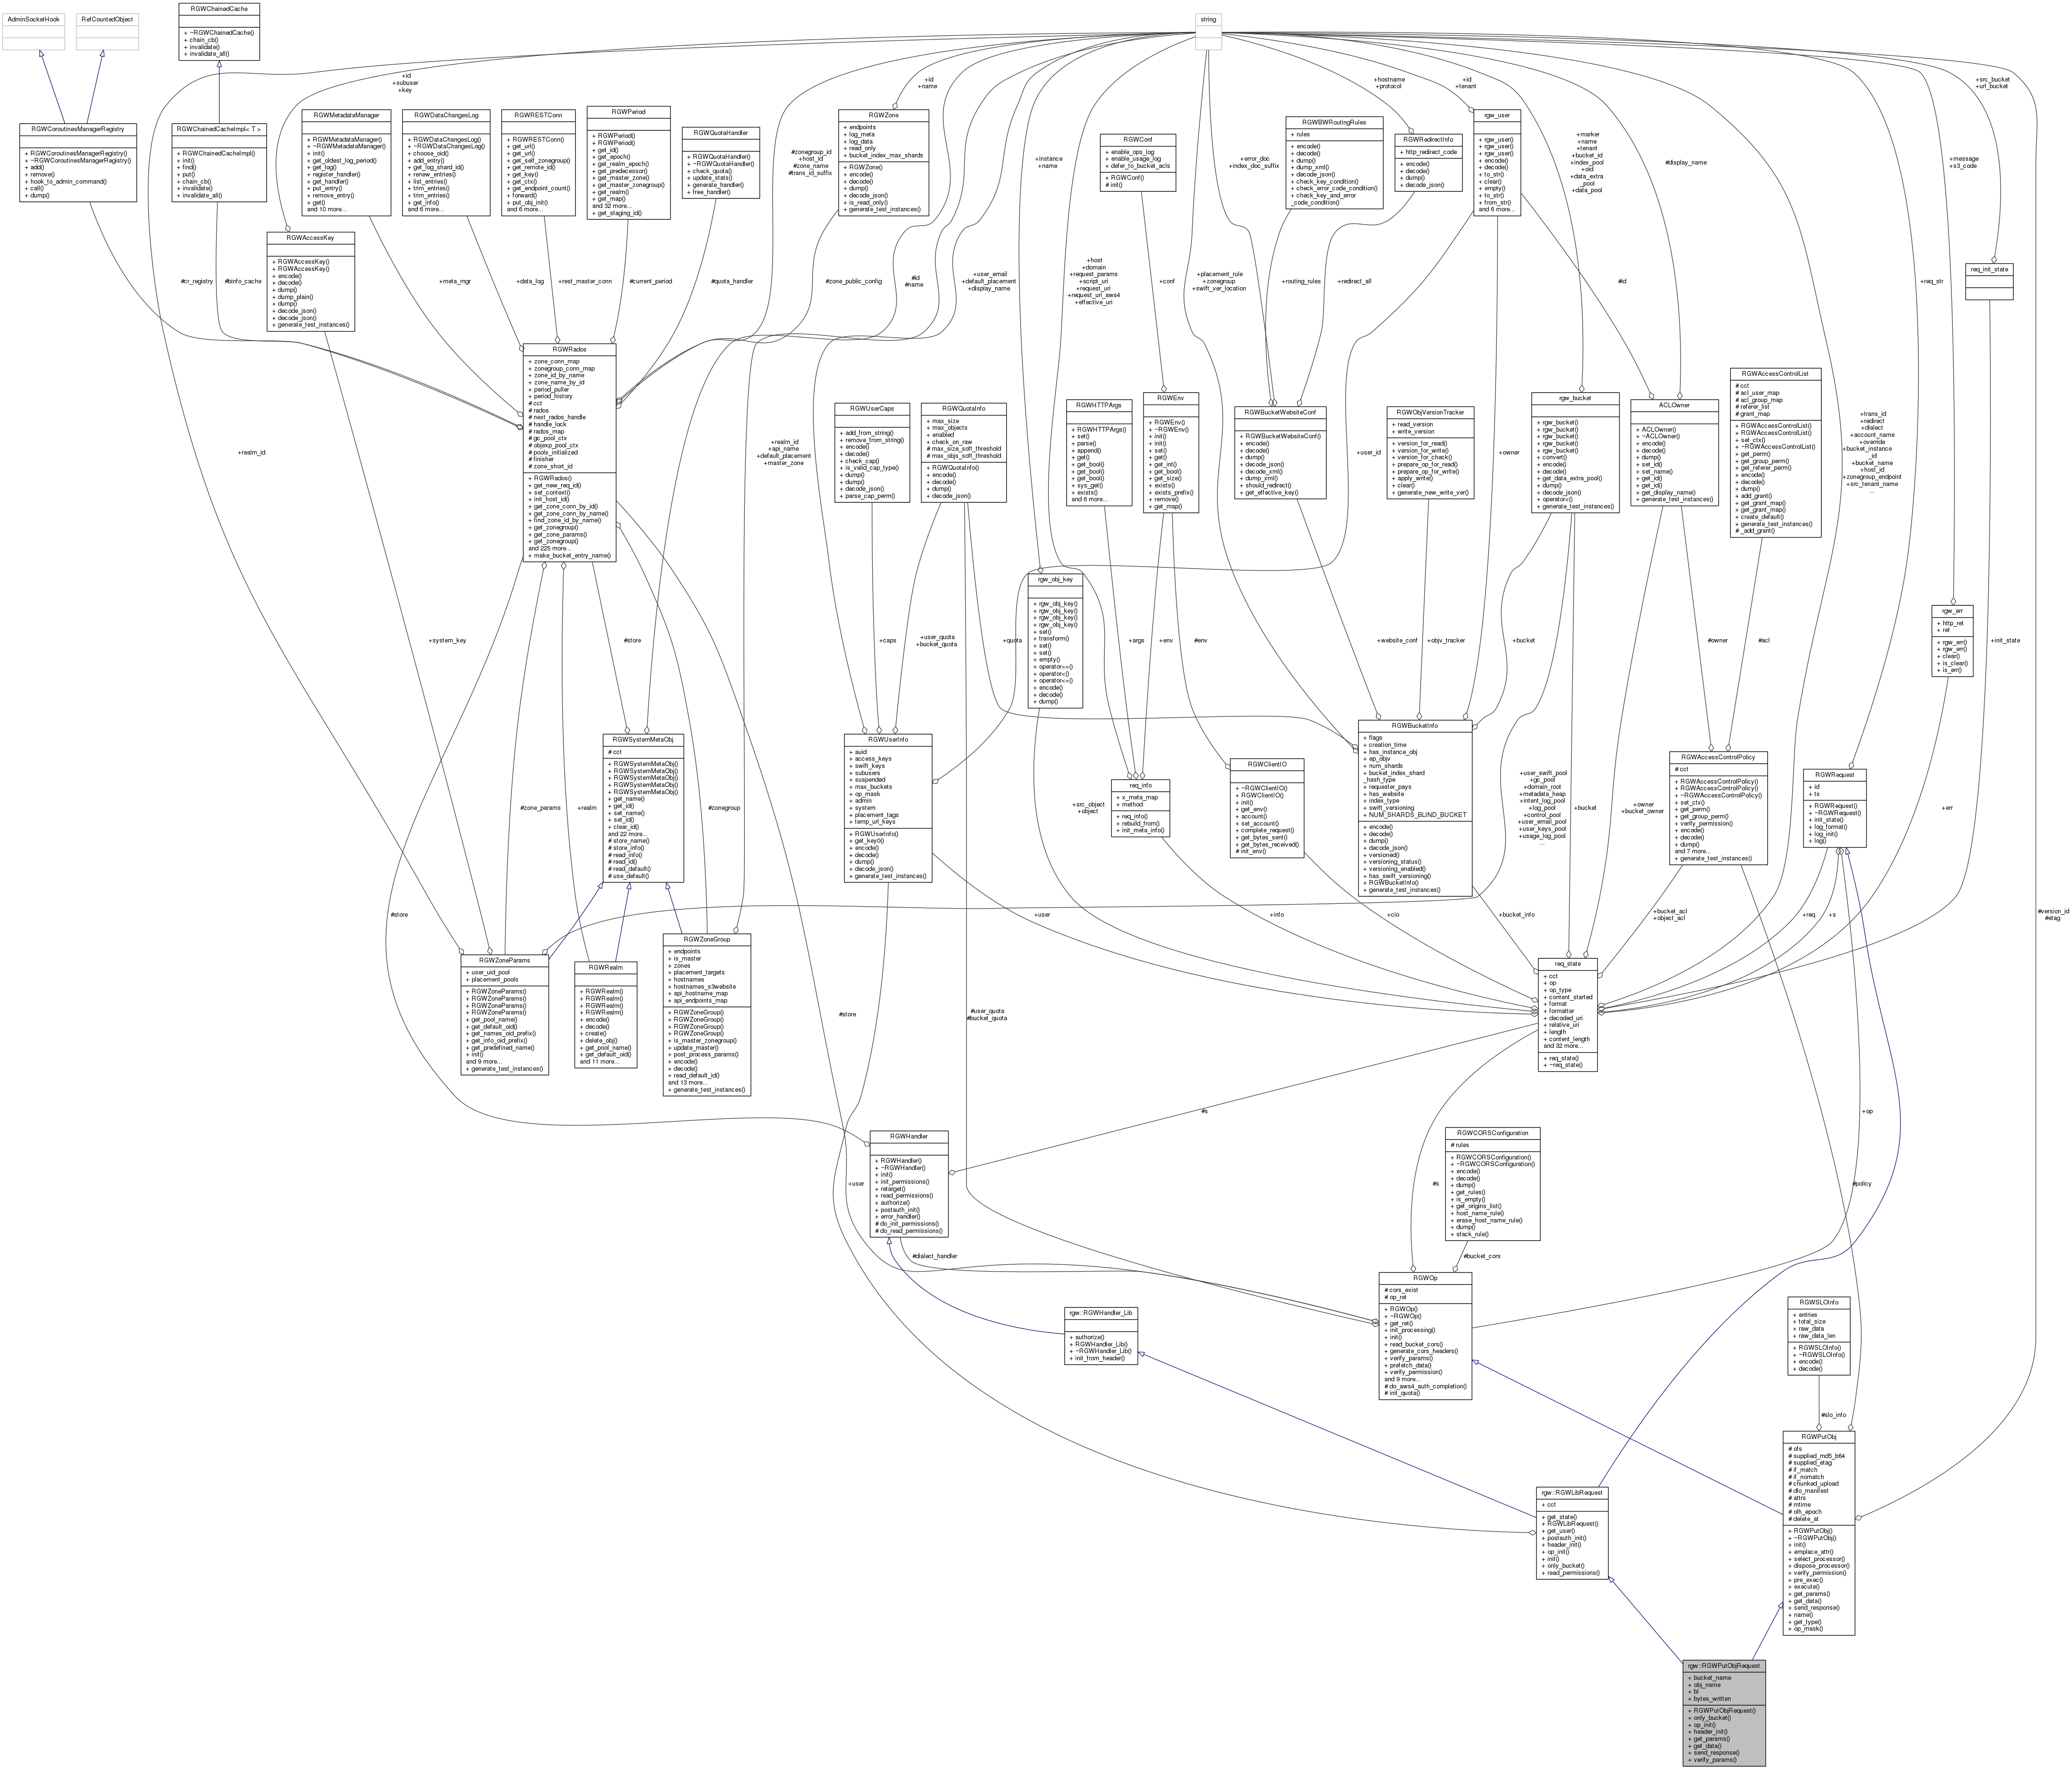 AdminSocketHook
RefCountedObject
RGWChainedCache
+ ~RGWChainedCache()
+ chain_cb()
+ invalidate()
+ invalidate_all()
string
RGWCoroutinesManagerRegistry
+ RGWCoroutinesManagerRegistry()
+ ~RGWCoroutinesManagerRegistry()
+ add()
+ remove()
+ hook_to_admin_command()
+ call()
+ dump()
RGWChainedCacheImpl< T >
+ RGWChainedCacheImpl()
+ init()
+ find()
+ put()
+ chain_cb()
+ invalidate()
+ invalidate_all()
+id
+subuser
+key
RGWAccessKey
+ RGWAccessKey()
+ RGWAccessKey()
+ encode()
+ decode()
+ dump()
+ dump_plain()
+ dump()
+ decode_json()
+ decode_json()
+ generate_test_instances()
RGWMetadataManager
+ RGWMetadataManager()
+ ~RGWMetadataManager()
+ init()
+ get_oldest_log_period()
+ get_log()
+ register_handler()
+ get_handler()
+ put_entry()
+ remove_entry()
+ get()
and 10 more...
RGWDataChangesLog
+ RGWDataChangesLog()
+ ~RGWDataChangesLog()
+ choose_oid()
+ add_entry()
+ get_log_shard_id()
+ renew_entries()
+ list_entries()
+ trim_entries()
+ get_info()
and 6 more...
RGWRESTConn
+ RGWRESTConn()
+ get_url()
+ get_url()
+ get_self_zonegroup()
+ get_remote_id()
+ get_key()
+ get_ctx()
+ get_endpoint_count()
+ forward()
+ put_obj_init()
and 6 more...
RGWPeriod
+ RGWPeriod()
+ RGWPeriod()
+ get_id()
+ get_epoch()
+ get_realm_epoch()
+ get_predecessor()
+ get_master_zone()
+ get_master_zonegroup()
+ get_realm()
+ get_map()
and 32 more...
+ get_staging_id()
RGWQuotaHandler
+ RGWQuotaHandler()
+ ~RGWQuotaHandler()
+ check_quota()
+ update_stats()
+ generate_handler()
+ free_handler()
+id
+name
RGWZone
+ endpoints
+ log_meta
+ log_data
+ read_only
+ bucket_index_max_shards
+ RGWZone()
+ encode()
+ decode()
+ dump()
+ decode_json()
+ is_read_only()
+ generate_test_instances()
#zonegroup_id
+host_id
#zone_name
#trans_id_suffix
+instance
+name
RGWConf
+ enable_ops_log
+ enable_usage_log
+ defer_to_bucket_acls
+ RGWConf()
# init()
+error_doc
+index_doc_suffix
RGWBWRoutingRules
+ rules
+ encode()
+ decode()
+ dump()
+ dump_xml()
+ decode_json()
+ check_key_condition()
+ check_error_code_condition()
+ check_key_and_error
_code_condition()
+hostname
+protocol
RGWRedirectInfo
+ http_redirect_code
+ encode()
+ decode()
+ dump()
+ decode_json()
+id
+tenant
rgw_user
+ rgw_user()
+ rgw_user()
+ rgw_user()
+ encode()
+ decode()
+ to_str()
+ clear()
+ empty()
+ to_str()
+ from_str()
and 6 more...
+marker
+name
+tenant
+bucket_id
+index_pool
+oid
+data_extra
_pool
+data_pool
#display_name
+message
+s3_code
+src_bucket
+url_bucket
req_init_state
#cr_registry
#binfo_cache
+meta_mgr
+data_log
+rest_master_conn
#current_period
#quota_handler
#zone_public_config
#id
#name
+user_email
+default_placement
+display_name
+host
+domain
+request_params
+script_uri
+request_uri
+request_uri_aws4
+effective_uri
+conf
+placement_rule
+zonegroup
+swift_ver_location
+routing_rules
+redirect_all
#id
+req_str
RGWRados
+ zone_conn_map
+ zonegroup_conn_map
+ zone_id_by_name
+ zone_name_by_id
+ period_puller
+ period_history
# cct
# rados
# next_rados_handle
# handle_lock
# rados_map
# gc_pool_ctx
# objexp_pool_ctx
# pools_initialized
# finisher
# zone_short_id
+ RGWRados()
+ get_new_req_id()
+ set_context()
+ init_host_id()
+ get_zone_conn_by_id()
+ get_zone_conn_by_name()
+ find_zone_id_by_name()
+ get_zonegroup()
+ get_zone_params()
+ get_zonegroup()
and 225 more...
+ make_bucket_entry_name()
+realm_id
+realm_id
+api_name
+default_placement
+master_zone
RGWUserCaps
+ add_from_string()
+ remove_from_string()
+ encode()
+ decode()
+ check_cap()
+ is_valid_cap_type()
+ dump()
+ dump()
+ decode_json()
+ parse_cap_perm()
RGWQuotaInfo
+ max_size
+ max_objects
+ enabled
+ check_on_raw
# max_size_soft_threshold
# max_objs_soft_threshold
+ RGWQuotaInfo()
+ encode()
+ decode()
+ dump()
+ decode_json()
RGWHTTPArgs
+ RGWHTTPArgs()
+ set()
+ parse()
+ append()
+ get()
+ get_bool()
+ get_bool()
+ get_bool()
+ sys_get()
+ exists()
and 6 more...
RGWEnv
+ RGWEnv()
+ ~RGWEnv()
+ init()
+ init()
+ set()
+ get()
+ get_int()
+ get_bool()
+ get_size()
+ exists()
+ exists_prefix()
+ remove()
+ get_map()
RGWBucketWebsiteConf
+ RGWBucketWebsiteConf()
+ encode()
+ decode()
+ dump()
+ decode_json()
+ decode_xml()
+ dump_xml()
+ should_redirect()
+ get_effective_key()
+user_id
RGWObjVersionTracker
+ read_version
+ write_version
+ version_for_read()
+ version_for_write()
+ version_for_check()
+ prepare_op_for_read()
+ prepare_op_for_write()
+ apply_write()
+ clear()
+ generate_new_write_ver()
+owner
rgw_bucket
+ rgw_bucket()
+ rgw_bucket()
+ rgw_bucket()
+ rgw_bucket()
+ rgw_bucket()
+ convert()
+ encode()
+ decode()
+ get_data_extra_pool()
+ dump()
+ decode_json()
+ operator<()
+ generate_test_instances()
ACLOwner
+ ACLOwner()
+ ~ACLOwner()
+ encode()
+ decode()
+ dump()
+ set_id()
+ set_name()
+ get_id()
+ get_id()
+ get_display_name()
+ generate_test_instances()
RGWAccessControlList
# cct
# acl_user_map
# acl_group_map
# referer_list
# grant_map
+ RGWAccessControlList()
+ RGWAccessControlList()
+ set_ctx()
+ ~RGWAccessControlList()
+ get_perm()
+ get_group_perm()
+ get_referer_perm()
+ encode()
+ decode()
+ dump()
+ add_grant()
+ get_grant_map()
+ get_grant_map()
+ create_default()
+ generate_test_instances()
# _add_grant()
+trans_id
+redirect
+dialect
+account_name
+override
+bucket_instance
_id
+bucket_name
+host_id
+zonegroup_endpoint
+src_tenant_name
...
rgw_obj_key
+ rgw_obj_key()
+ rgw_obj_key()
+ rgw_obj_key()
+ rgw_obj_key()
+ set()
+ transform()
+ set()
+ set()
+ empty()
+ operator==()
+ operator<()
+ operator<=()
+ encode()
+ decode()
+ dump()
rgw_err
+ http_ret
+ ret
+ rgw_err()
+ rgw_err()
+ clear()
+ is_clear()
+ is_err()
+system_key
#store
+caps
+user_quota
+bucket_quota
+quota
+args
+env
#env
+website_conf
+objv_tracker
+bucket
#owner
#acl
+init_state
RGWSystemMetaObj
# cct
+ RGWSystemMetaObj()
+ RGWSystemMetaObj()
+ RGWSystemMetaObj()
+ RGWSystemMetaObj()
+ RGWSystemMetaObj()
+ get_name()
+ get_id()
+ set_name()
+ set_id()
+ clear_id()
and 22 more...
# store_name()
# store_info()
# read_info()
# read_id()
# read_default()
# use_default()
RGWUserInfo
+ auid
+ access_keys
+ swift_keys
+ subusers
+ suspended
+ max_buckets
+ op_mask
+ admin
+ system
+ placement_tags
+ temp_url_keys
+ RGWUserInfo()
+ get_key0()
+ encode()
+ decode()
+ dump()
+ decode_json()
+ generate_test_instances()
req_info
+ x_meta_map
+ method
+ req_info()
+ rebuild_from()
+ init_meta_info()
RGWClientIO
+ ~RGWClientIO()
+ RGWClientIO()
+ init()
+ get_env()
+ account()
+ set_account()
+ complete_request()
+ get_bytes_sent()
+ get_bytes_received()
# init_env()
RGWBucketInfo
+ flags
+ creation_time
+ has_instance_obj
+ ep_objv
+ num_shards
+ bucket_index_shard
_hash_type
+ requester_pays
+ has_website
+ index_type
+ swift_versioning
+ NUM_SHARDS_BLIND_BUCKET
+ encode()
+ decode()
+ dump()
+ decode_json()
+ versioned()
+ versioning_status()
+ versioning_enabled()
+ has_swift_versioning()
+ RGWBucketInfo()
+ generate_test_instances()
+user_swift_pool
+gc_pool
+domain_root
+metadata_heap
+intent_log_pool
+log_pool
+control_pool
+user_email_pool
+user_keys_pool
+usage_log_pool
...
+bucket
+owner
+bucket_owner
RGWAccessControlPolicy
# cct
+ RGWAccessControlPolicy()
+ RGWAccessControlPolicy()
+ ~RGWAccessControlPolicy()
+ set_ctx()
+ get_perm()
+ get_group_perm()
+ verify_permission()
+ encode()
+ decode()
+ dump()
and 7 more...
+ generate_test_instances()
RGWRequest
+ id
+ ts
+ RGWRequest()
+ ~RGWRequest()
+ init_state()
+ log_format()
+ log_init()
+ log()
+err
#zone_params
+realm
#zonegroup
+src_object
+object
#store
+user
+info
+cio
+bucket_info
+bucket_acl
+object_acl
+req
+s
#version_id
#etag
RGWZoneParams
+ user_uid_pool
+ placement_pools
+ RGWZoneParams()
+ RGWZoneParams()
+ RGWZoneParams()
+ RGWZoneParams()
+ get_pool_name()
+ get_default_oid()
+ get_names_oid_prefix()
+ get_info_oid_prefix()
+ get_predefined_name()
+ init()
and 9 more...
+ generate_test_instances()
RGWRealm
+ RGWRealm()
+ RGWRealm()
+ RGWRealm()
+ RGWRealm()
+ encode()
+ decode()
+ create()
+ delete_obj()
+ get_pool_name()
+ get_default_oid()
and 11 more...
RGWZoneGroup
+ endpoints
+ is_master
+ zones
+ placement_targets
+ hostnames
+ hostnames_s3website
+ api_hostname_map
+ api_endpoints_map
+ RGWZoneGroup()
+ RGWZoneGroup()
+ RGWZoneGroup()
+ RGWZoneGroup()
+ is_master_zonegroup()
+ update_master()
+ post_process_params()
+ encode()
+ decode()
+ read_default_id()
and 13 more...
+ generate_test_instances()
#store
#user_quota
#bucket_quota
req_state
+ cct
+ op
+ op_type
+ content_started
+ format
+ formatter
+ decoded_uri
+ relative_uri
+ length
+ content_length
and 32 more...
+ req_state()
+ ~req_state()
#s
+op
RGWHandler
+ RGWHandler()
+ ~RGWHandler()
+ init()
+ init_permissions()
+ retarget()
+ read_permissions()
+ authorize()
+ postauth_init()
+ error_handler()
# do_init_permissions()
# do_read_permissions()
+user
#s
RGWCORSConfiguration
# rules
+ RGWCORSConfiguration()
+ ~RGWCORSConfiguration()
+ encode()
+ decode()
+ dump()
+ get_rules()
+ is_empty()
+ get_origins_list()
+ host_name_rule()
+ erase_host_name_rule()
+ dump()
+ stack_rule()
#policy
#dialect_handler
#bucket_cors
RGWOp
# cors_exist
# op_ret
+ RGWOp()
+ ~RGWOp()
+ get_ret()
+ init_processing()
+ init()
+ read_bucket_cors()
+ generate_cors_headers()
+ verify_params()
+ prefetch_data()
+ verify_permission()
and 9 more...
# do_aws4_auth_completion()
# init_quota()
rgw::RGWHandler_Lib
+ authorize()
+ RGWHandler_Lib()
+ ~RGWHandler_Lib()
+ init_from_header()
RGWSLOInfo
+ entries
+ total_size
+ raw_data
+ raw_data_len
+ RGWSLOInfo()
+ ~RGWSLOInfo()
+ encode()
+ decode()
#slo_info
RGWPutObj
# ofs
# supplied_md5_b64
# supplied_etag
# if_match
# if_nomatch
# chunked_upload
# dlo_manifest
# attrs
# mtime
# olh_epoch
# delete_at
+ RGWPutObj()
+ ~RGWPutObj()
+ init()
+ emplace_attr()
+ select_processor()
+ dispose_processor()
+ verify_permission()
+ pre_exec()
+ execute()
+ get_params()
+ get_data()
+ send_response()
+ name()
+ get_type()
+ op_mask()
rgw::RGWLibRequest
+ cct
+ get_state()
+ RGWLibRequest()
+ get_user()
+ postauth_init()
+ header_init()
+ op_init()
+ init()
+ only_bucket()
+ read_permissions()
rgw::RGWPutObjRequest
+ bucket_name
+ obj_name
+ bl
+ bytes_written
+ RGWPutObjRequest()
+ only_bucket()
+ op_init()
+ header_init()
+ get_params()
+ get_data()
+ send_response()
+ verify_params()